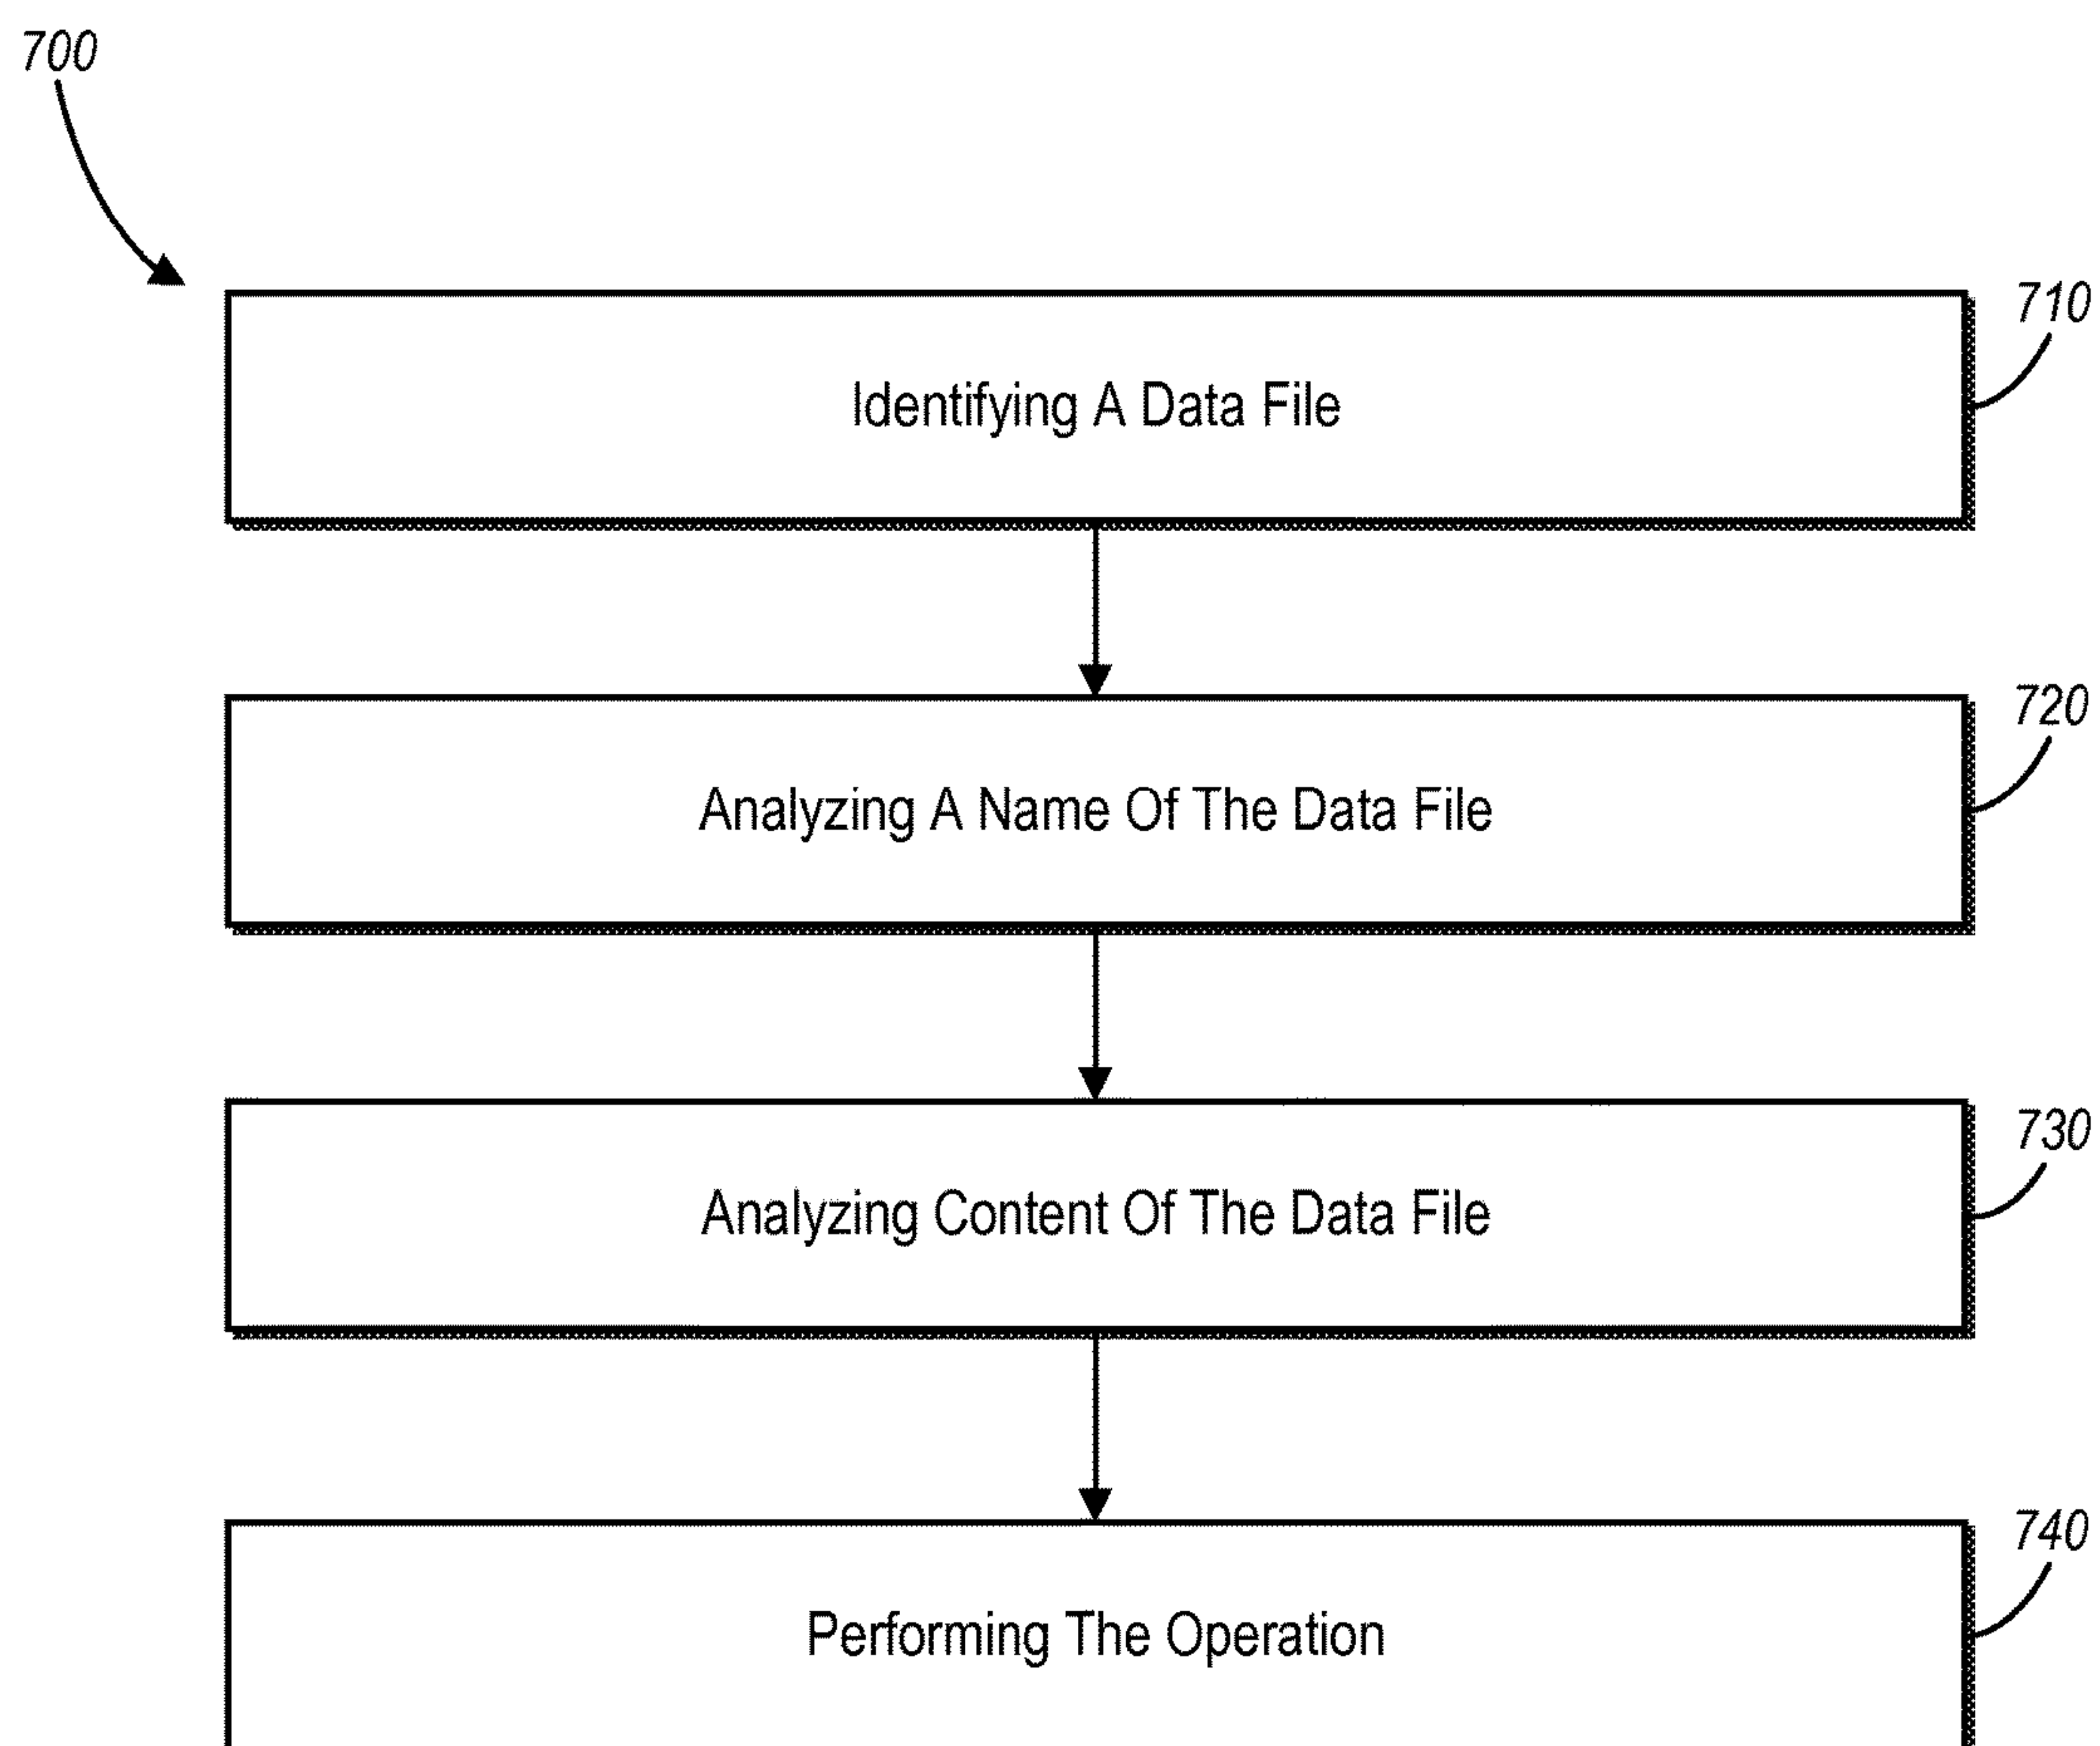 700
710
Identifying A Data File
720
Analyzing A Name Of The Data File
730
Analyzing Content Of The Data File
740
Performing The Operation